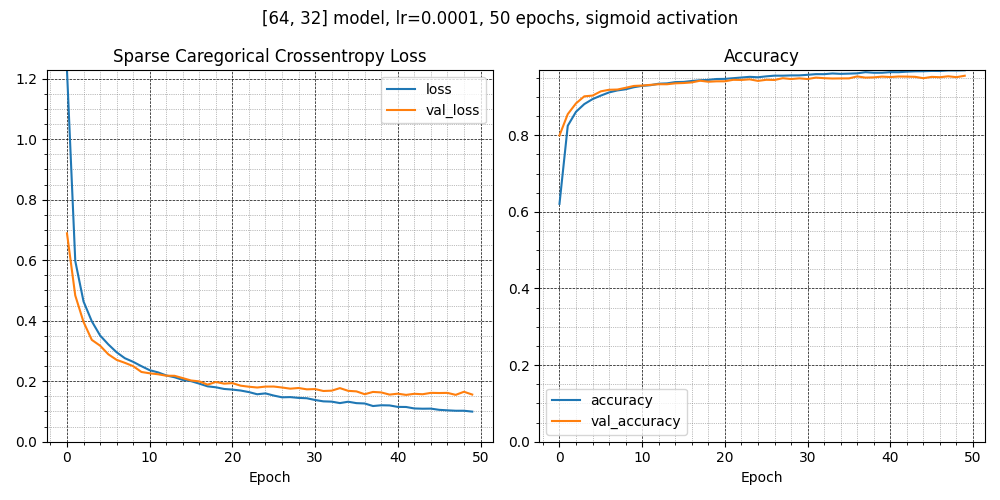 [64, 32] model, lr=0.0001, 50 epochs, sigmoid activation
Sparse Caregorical Crossentropy Loss
1.2
1.0
0.8
0.6
0.4
0.2
0.0
0 10 20 30 40 50
Epoch
loss
val_loss
Accuracy
0.8
0.6
0.4
0.2
0.0
0 10 20 30 40 50
Epoch
accuracy
val_accuracy